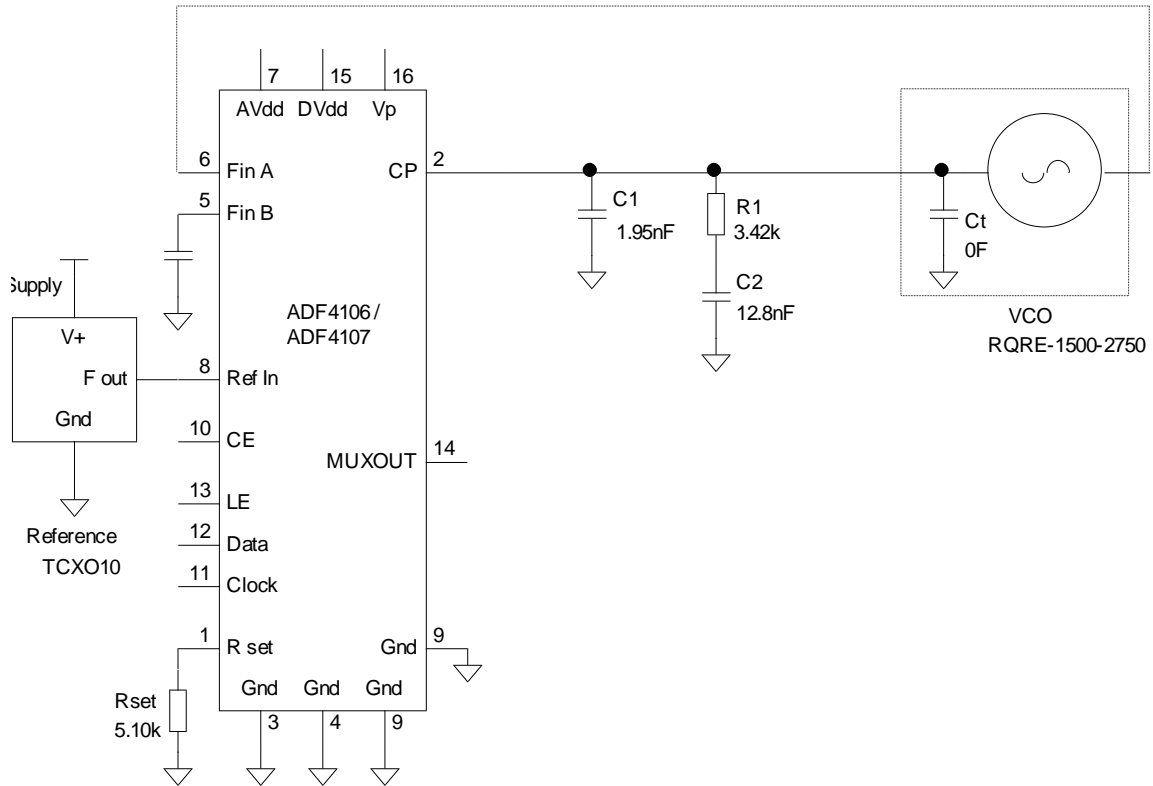 7
15
16
AVdd
DVdd
Vp
6
Fin A
CP
2
5
Fin B
C1
1.95nF
R1
3.42k
Ct
0F
C2
12.8nF
Supply
V+
F out
Gnd
ADF4106 /
ADF4107
VCO
RQRE-1500-2750
8
Ref In
10
CE
MUXOUT
14
13
LE
Reference
TCXO10
12
Data
11
Clock
1
R set
Gnd
9
Rset
5.10k
Gnd
Gnd
Gnd
3
4
9